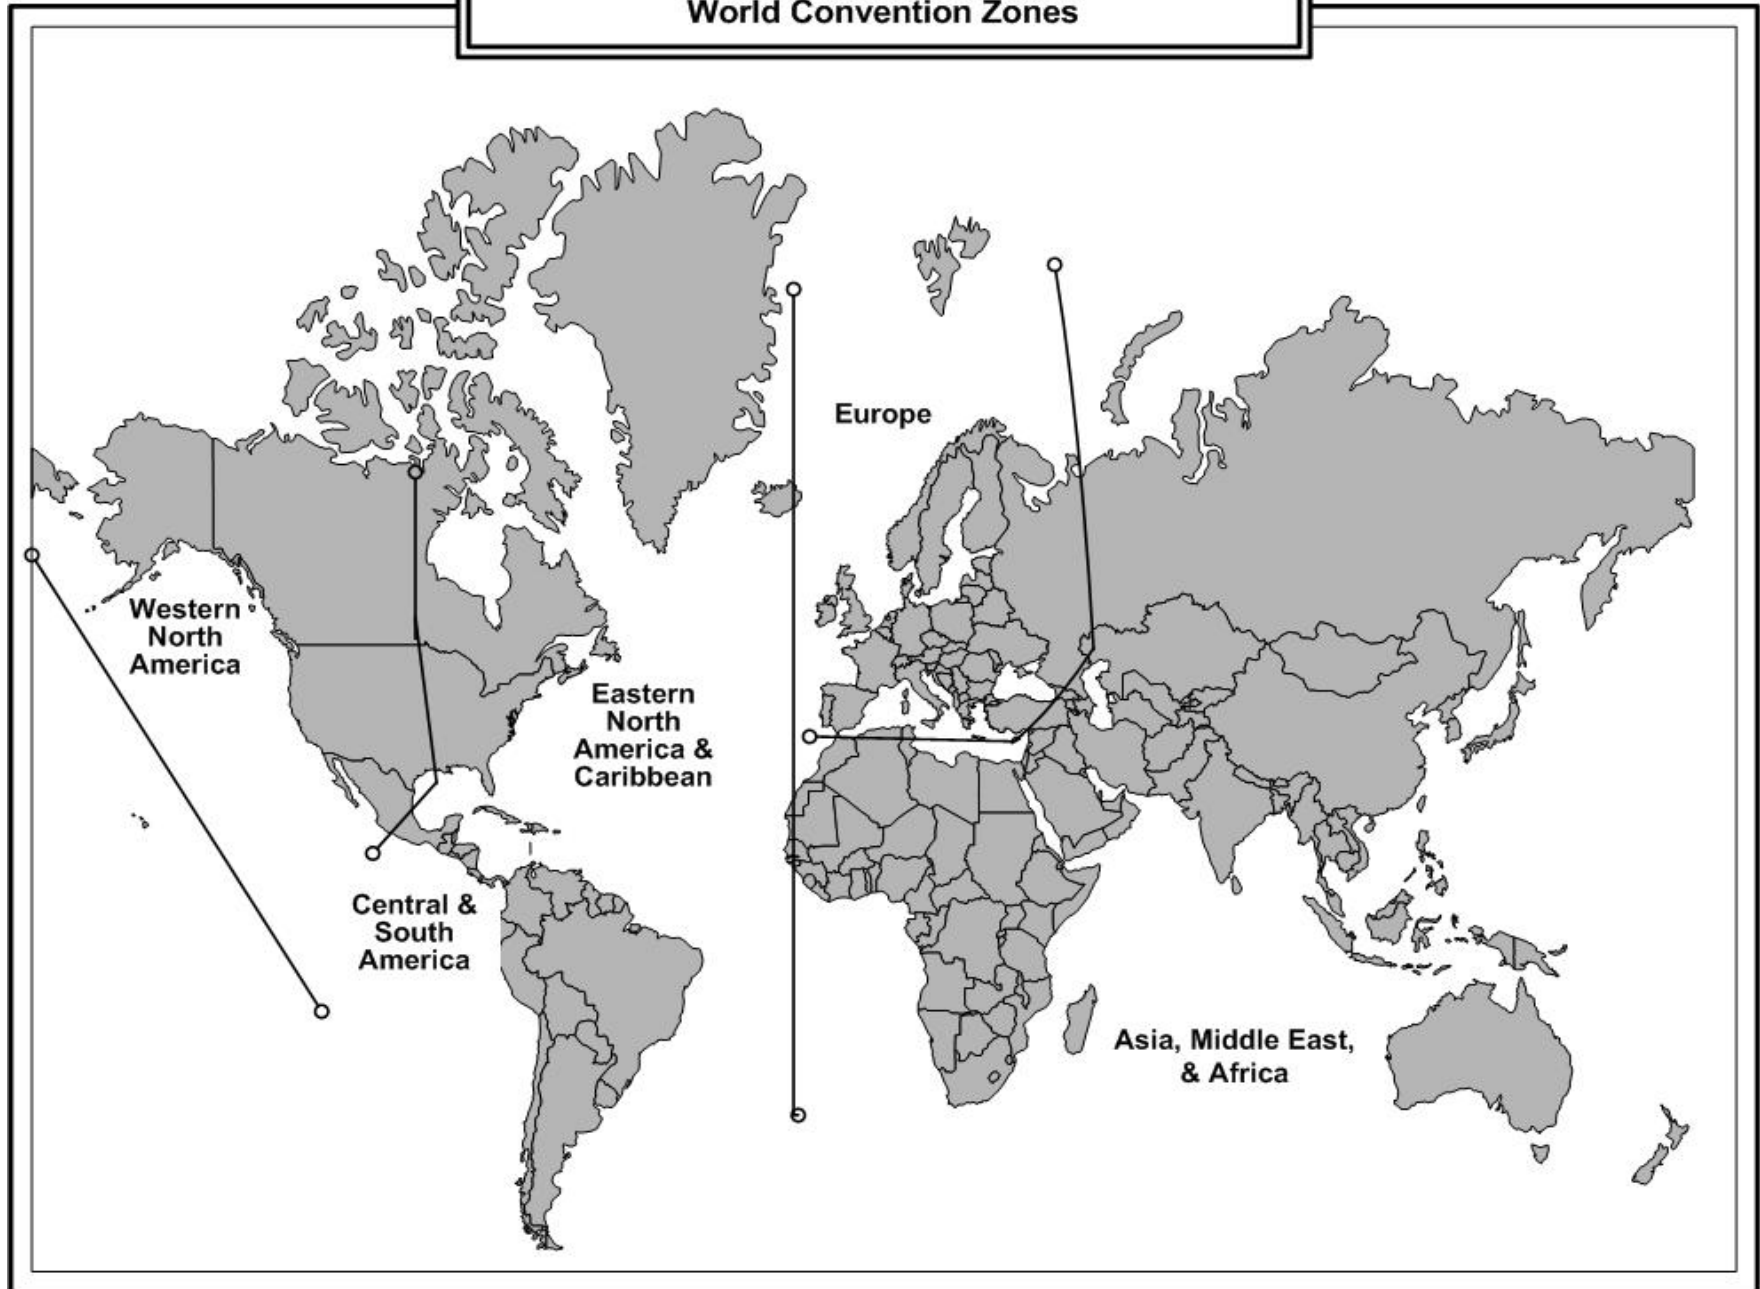 World Convention Zones
Europe
Western
North
America
Eastern
North
America &
Caribbean
Central &
South
America
Asia, Middle East,
& Africa